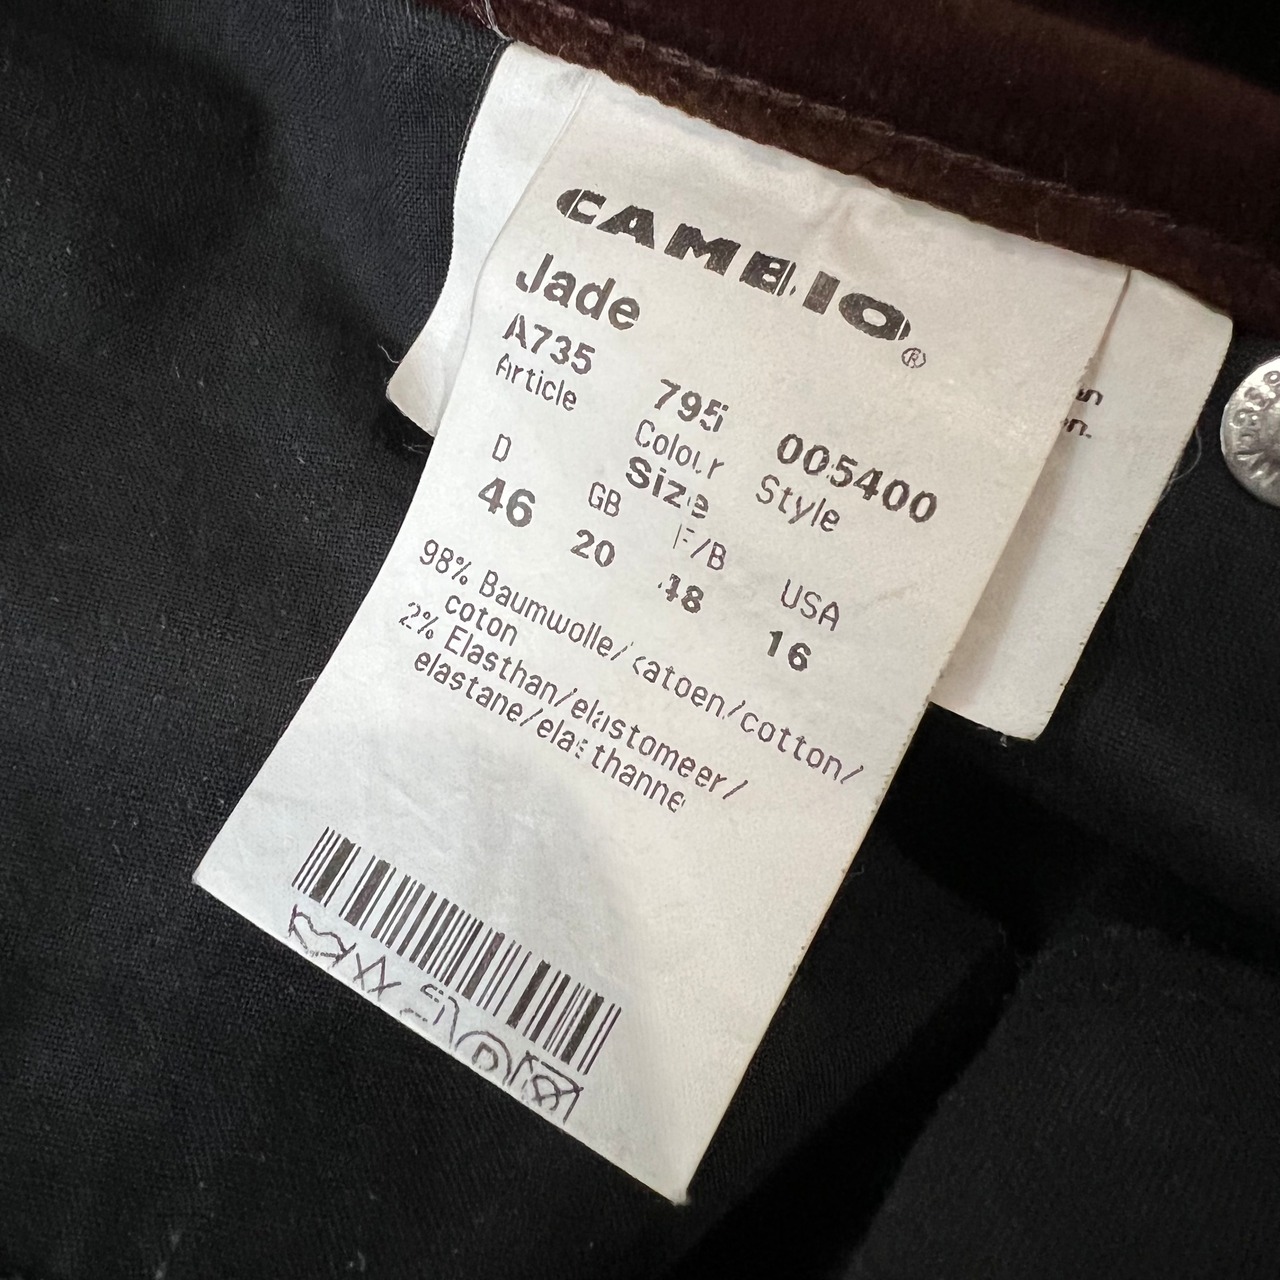 CAMBIO®
Jade
A735 795 005400
Article Colour Style
Size
D GB F/B USA
46 20 48 16
98% Baumwolle/katoen/cotton/
coton
2% Elasthan/elastomeer/
elastane/elasthanne
P
en.